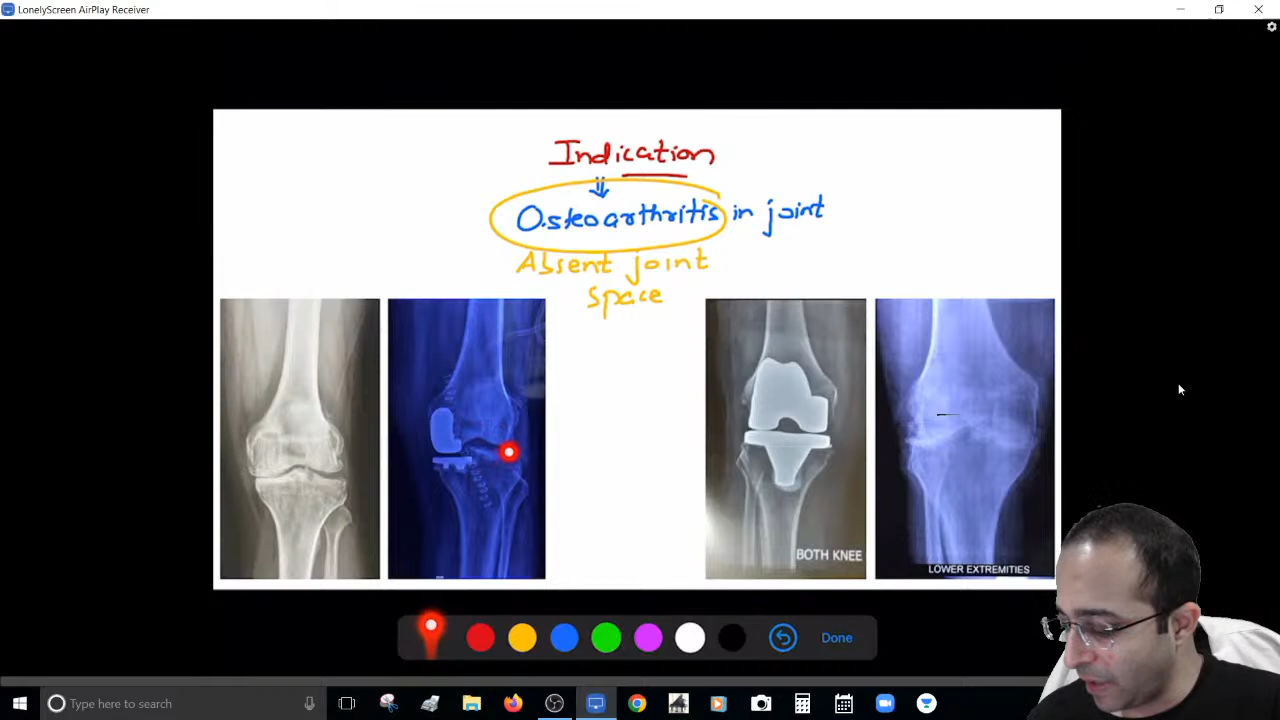 LonelyScreen AirPlay Receiver
Indication
Osteoarthritis in joint
Absent joint
space
BOTH KNEE
LOWER EXTREMITIES
Done
Type here to search